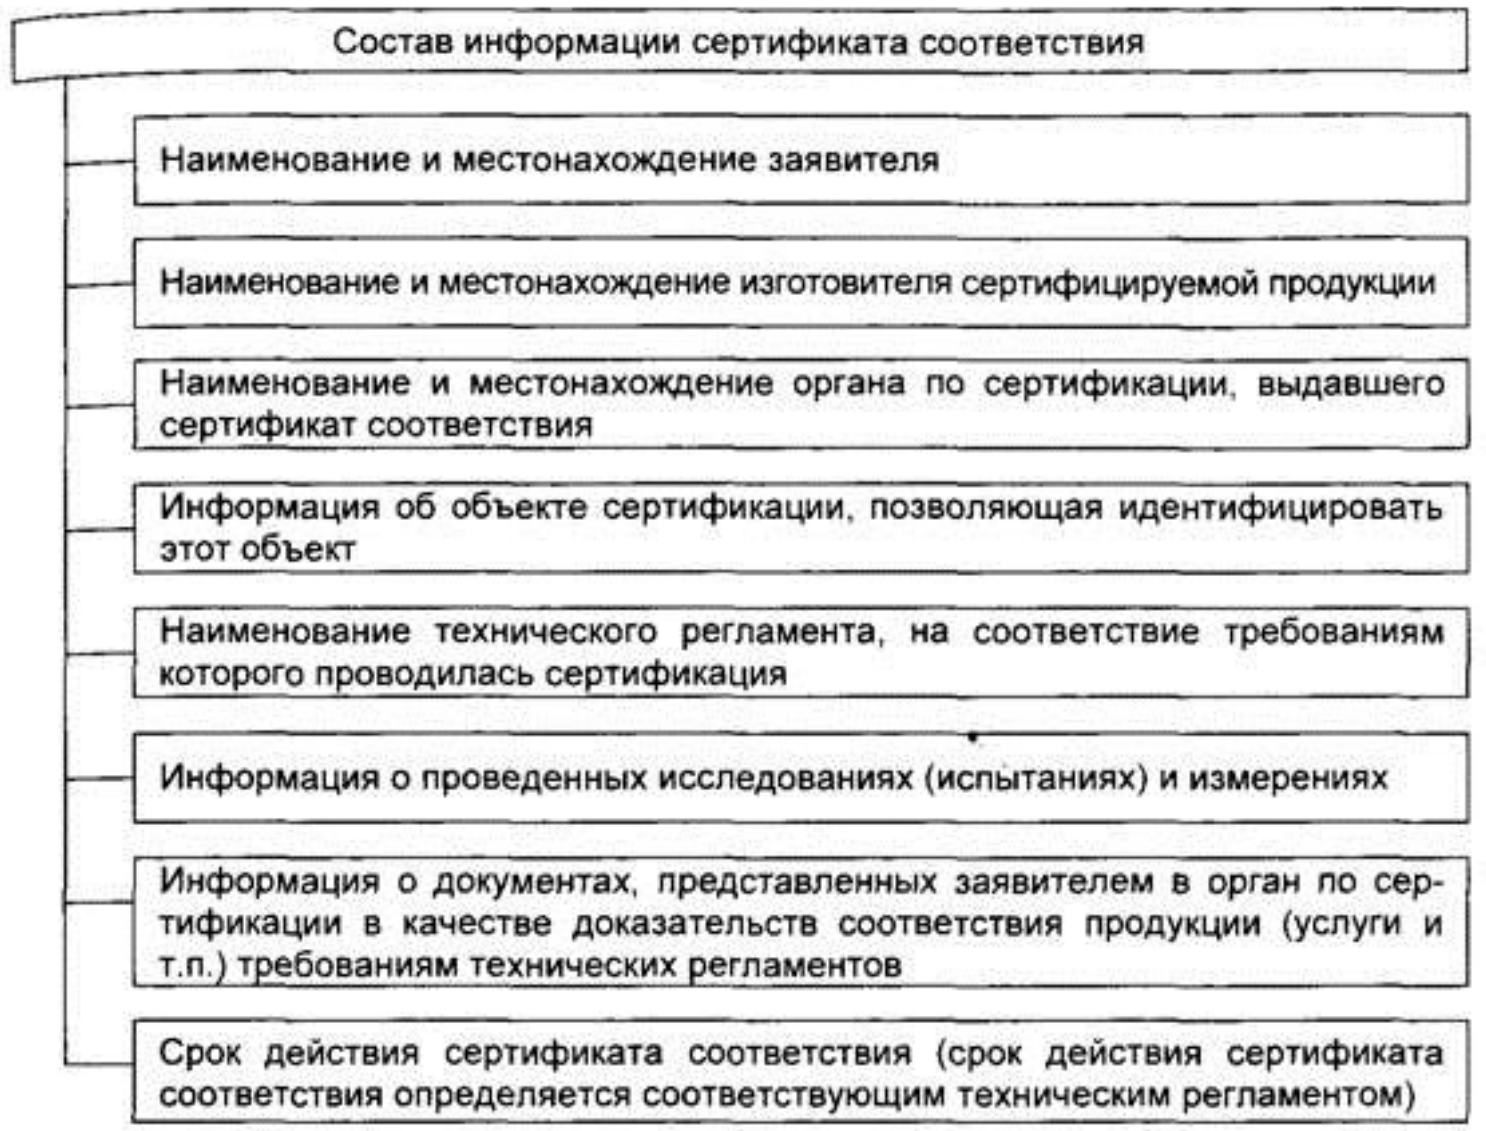 Состав информации сертификата соответствия
Наименование и местонахождение заявителя
Наименование и местонахождение изготовителя сертифицируемой продукции
Наименование и местонахождение органа по сертификации, выдавшего
сертификат соответствия
Информация об объекте сертификации, позволяющая идентифицировать
этот объект
Наименование технического регламента, на соответствие требованиям
которого проводилась сертификация
Информация о проведенных исследованиях (испытаниях) и измерениях
Информация о документах, представленных заявителем в орган по сер-
тификации в качестве доказательств соответствия продукции (услуги и
т.п.) требованиям технических регламентов
Срок действия сертификата соответствия (срок действия сертификата
соответствия определяется соответствующим техническим регламентом)